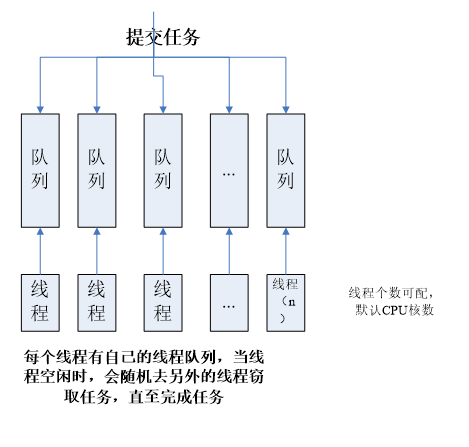 提交任务
队
列
队
列
队
列
...
队
列
线
程
线
程
线
程
...
线程
（n
）
线程个数可配，
默认CPU核数
每个线程有自己的线程队列，当线
程空闲时，会随机去另外的线程窃
取任务，直至完成任务